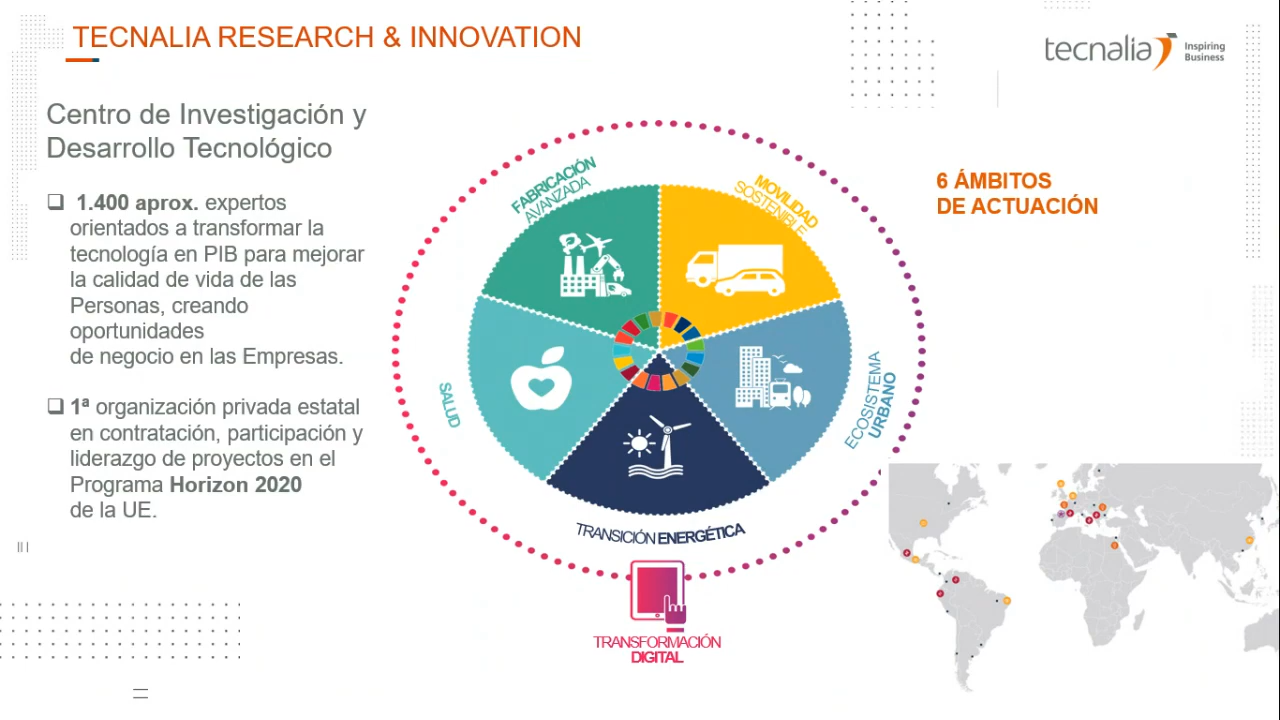 TECNALIA RESEARCH & INNOVATION
tecnalia
Inspiring
Business
Centro de Investigación y
Desarrollo Tecnológico
1.400 aprox. expertos
orientados a transformar la
tecnología en PIB para mejorar
la calidad de vida de las
Personas, creando
oportunidades
de negocio en las Empresas.
1ª organización privada estatal
en contratación, participación y
liderazgo de proyectos en el
Programa Horizon 2020
de la UE.
FABRICACIÓN
AVANZADA
MOVILIDAD
SOSTENIBLE
SALUD
ECOSISTEMA
URBANO
TRANSICIÓN ENERGÉTICA
TRANSFORMACIÓN
DIGITAL
6 ÁMBITOS
DE ACTUACIÓN